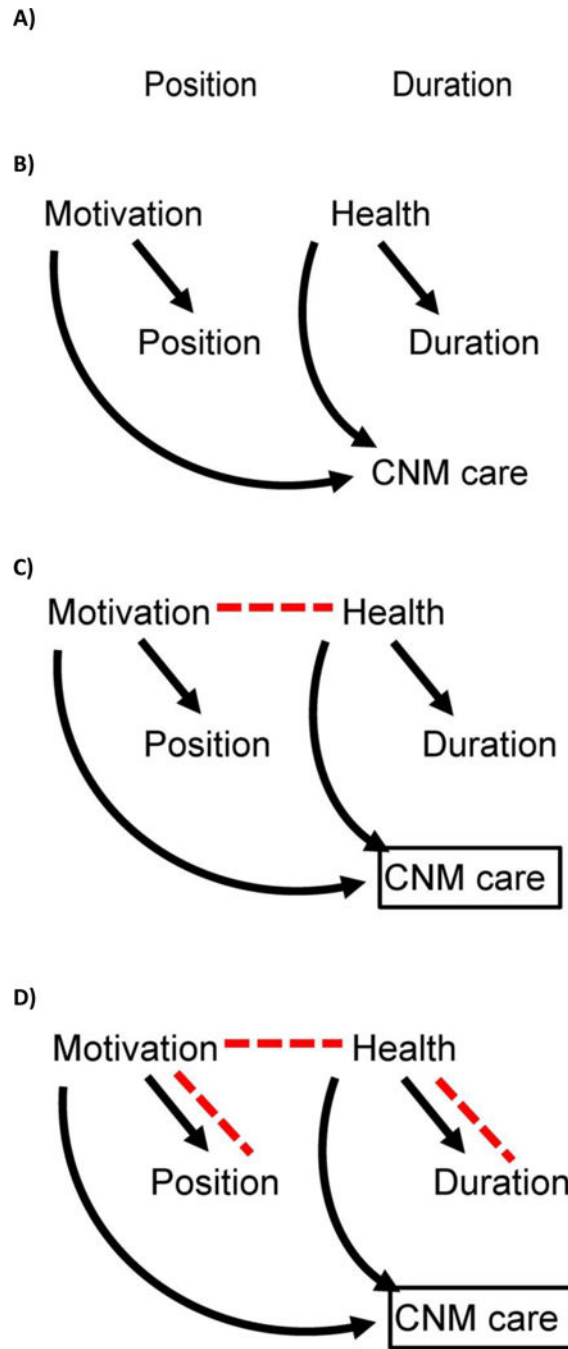 A)
Position Duration
B)
Motivation Health
Position Duration
CNM care
C)
Motivation Health
Position Duration
CNM care
D)
Motivation Health
Position Duration
CNM care